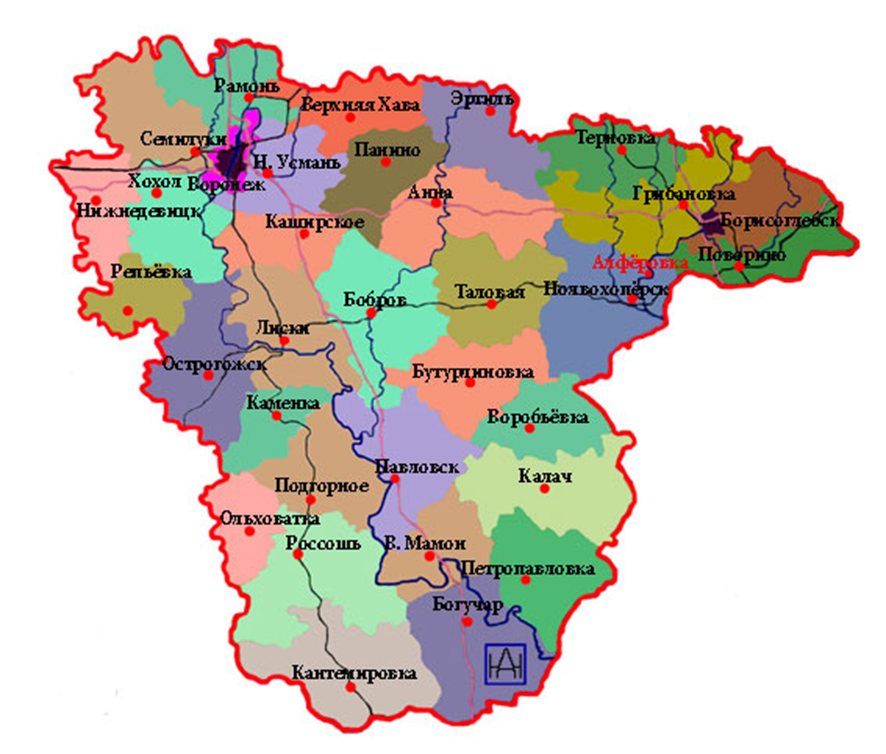 Рамонь
Эртиль
Верхняя Хава
Семилуки
Терновка
Панино
Н. Усмань
Хохол
Воронеж
Анна
Грибановка
Нижнедевицк
Каширское
Борисоглебск
Поворино
Алфёровка
Репьёвка
Таловая
Ноавохопёрск
Бобров
Лиски
Острогожск
Бутурлиновка
Каменка
Воробьёвка
Павловск
Калач
Подгорное
Ольховатка
Россошь
В. Мамон
Петропавловка
Богучар
Кантемировка